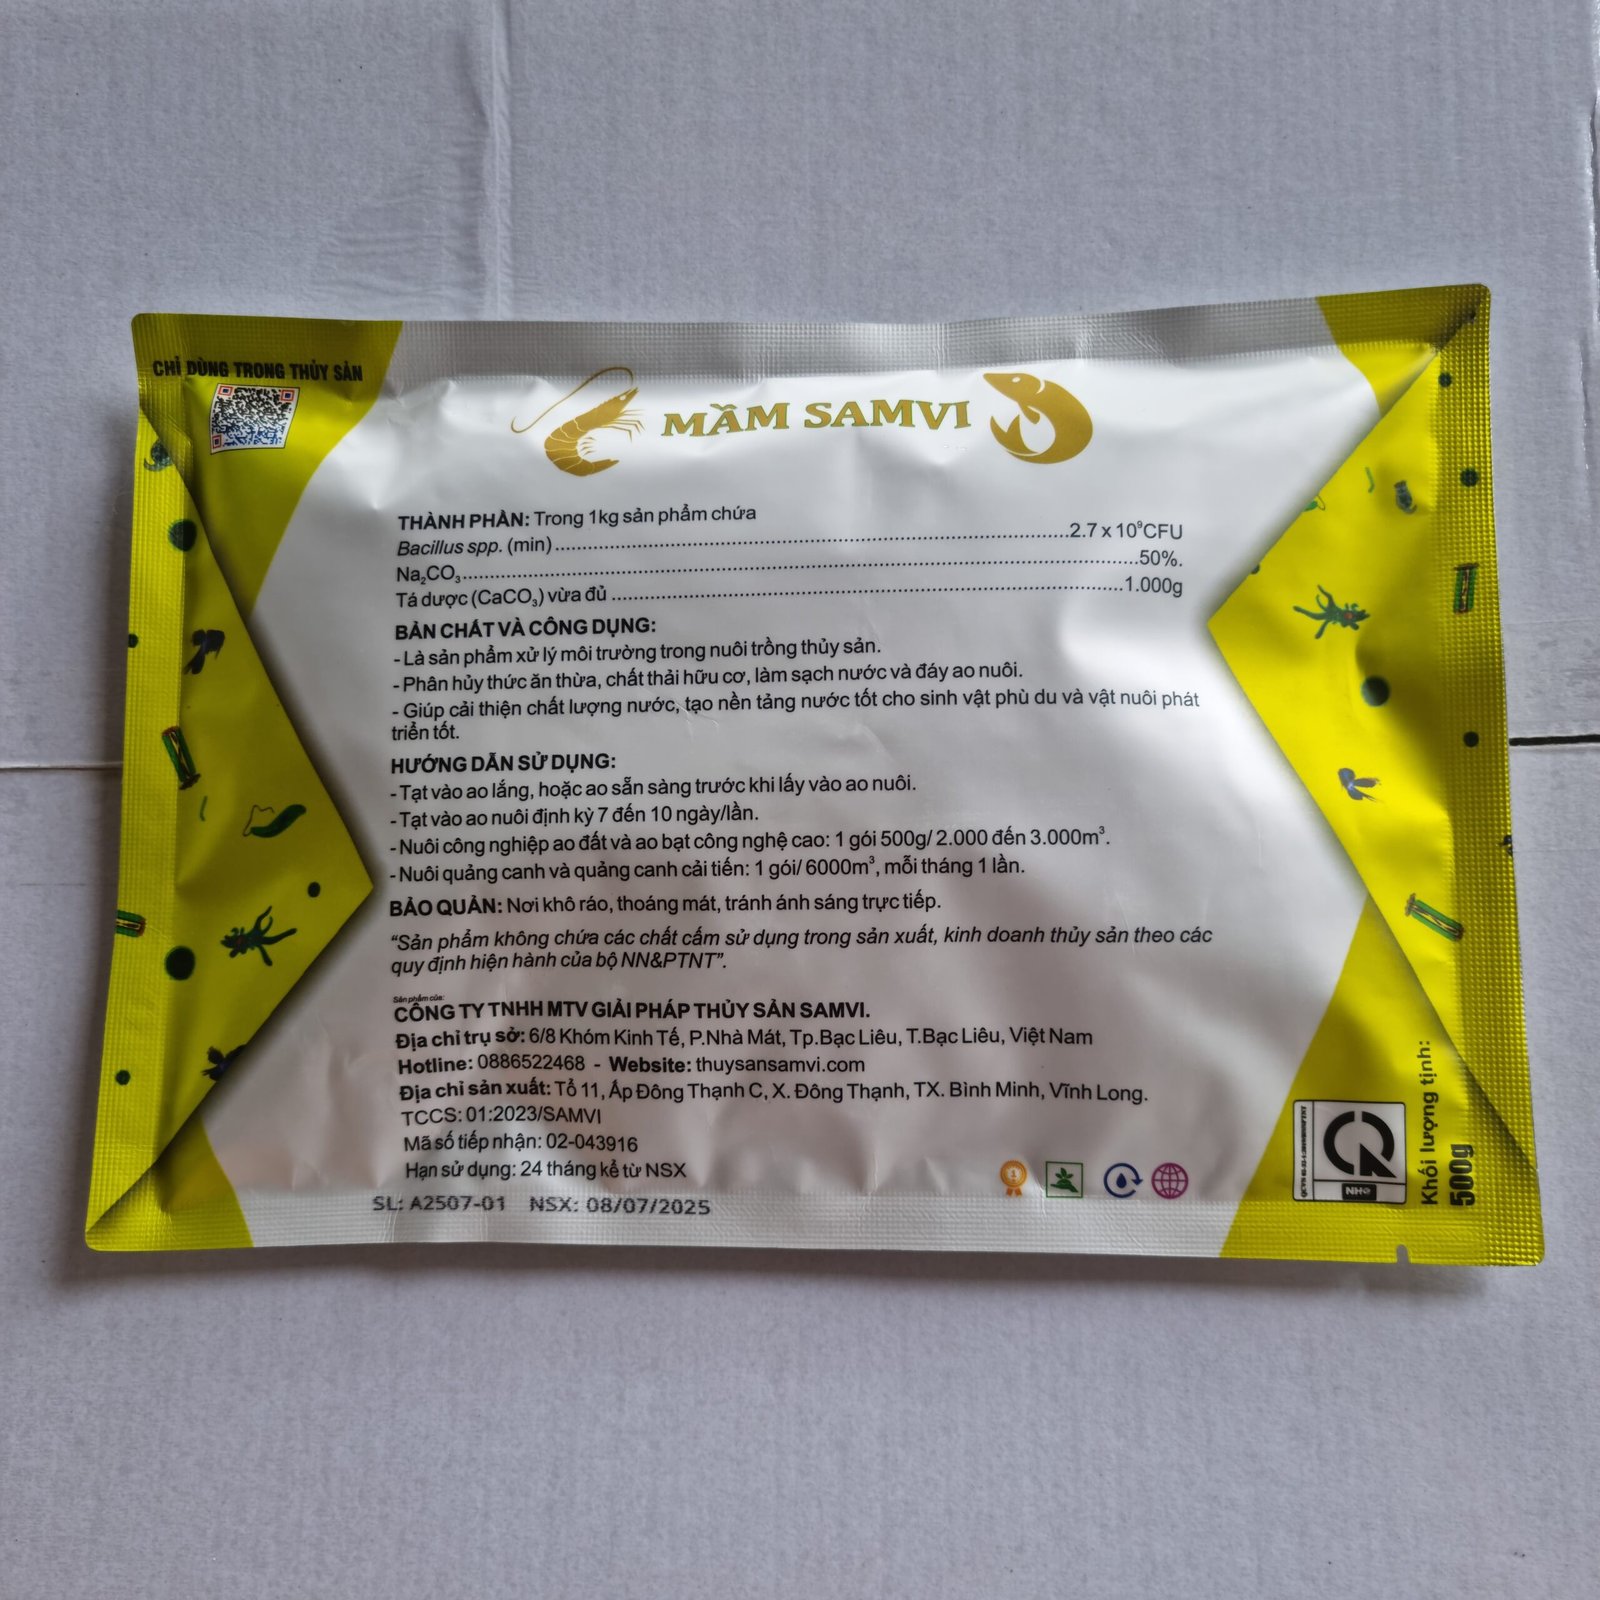 CHỈ DÙNG TRONG THỦY SẢN
MẦM SAMVI
THÀNH PHẦN: Trong 1kg sản phẩm chứa
Bacillus spp. (min)......2.7 x 10⁹CFU
Na₂CO₃......50%.
Tá dược (CaCO₃) vừa đủ ......1.000g
BẢN CHẤT VÀ CÔNG DỤNG:
- Là sản phẩm xử lý môi trường trong nuôi trồng thủy sản.
- Phân hủy thức ăn thừa, chất thải hữu cơ, làm sạch nước và đáy ao nuôi.
- Giúp cải thiện chất lượng nước, tạo nền tảng nước tốt cho sinh vật phù du và vật nuôi phát
triển tốt.
HƯỚNG DẪN SỬ DỤNG:
- Tạt vào ao lắng, hoặc ao sẵn sàng trước khi lấy vào ao nuôi.
- Tạt vào ao nuôi định kỳ 7 đến 10 ngày/lần.
- Nuôi công nghiệp ao đất và ao bạt công nghệ cao: 1 gói 500g/ 2.000 đến 3.000m³.
- Nuôi quảng canh và quảng canh cải tiến: 1 gói/ 6000m³, mỗi tháng 1 lần.
BẢO QUẢN: Nơi khô ráo, thoáng mát, tránh ánh sáng trực tiếp.
“Sản phẩm không chứa các chất cấm sử dụng trong sản xuất, kinh doanh thủy sản theo các
quy định hiện hành của bộ NN&PTNT”.
Sản phẩm của:
CÔNG TY TNHH MTV GIẢI PHÁP THỦY SẢN SAMVI.
Địa chỉ trụ sở: 6/8 Khóm Kinh Tế, P.Nhà Mát, Tp.Bạc Liêu, T.Bạc Liêu, Việt Nam
Hotline: 0886522468 - Website: thuysansamvi.com
Địa chỉ sản xuất: Tổ 11, Ấp Đông Thạnh C, X. Đông Thạnh, TX. Bình Minh, Vĩnh Long.
TCCS: 01:2023/SAMVI
Mã số tiếp nhận: 02-043916
Hạn sử dụng: 24 tháng kể từ NSX
SL: A2507-01 NSX: 08/07/2025
Khối lượng tịnh:
500g